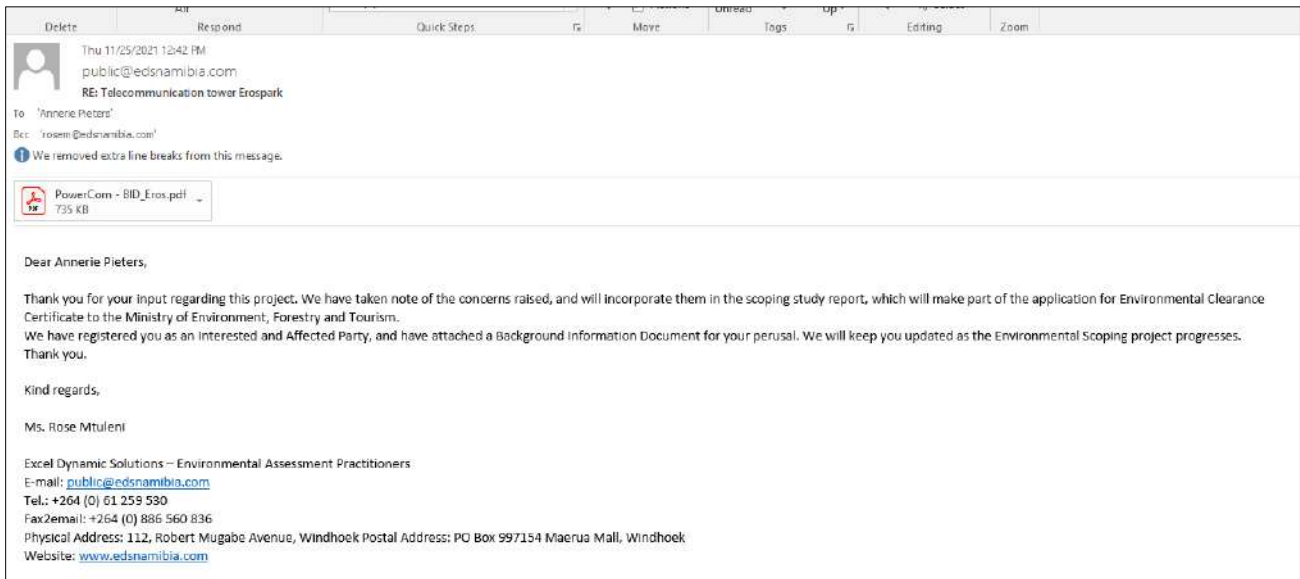 Delete Respond Quick Steps Move Tags Editing Zoom
Thu 11/25/2021 12:42 PM
public@edsnamibia.com
RE: Telecommunication tower Erospark
To 'Annerie Pieters'
Bcc 'rosem@edsnamibia.com'
We removed extra line breaks from this message.
PowerCom - BID_Eros.pdf
735 KB
Dear Annerie Pieters,
Thank you for your input regarding this project. We have taken note of the concerns raised, and will incorporate them in the scoping study report, which will make part of the application for Environmental Clearance
Certificate to the Ministry of Environment, Forestry and Tourism.
We have registered you as an Interested and Affected Party, and have attached a Background Information Document for your perusal. We will keep you updated as the Environmental Scoping project progresses.
Thank you.
Kind regards,
Ms. Rose Mtuleni
Excel Dynamic Solutions – Environmental Assessment Practitioners
E-mail: public@edsnamibia.com
Tel.: +264 (0) 61 259 530
Fax2email: +264 (0) 886 560 836
Physical Address: 112, Robert Mugabe Avenue, Windhoek Postal Address: PO Box 997154 Maerua Mall, Windhoek
Website: www.edsnamibia.com